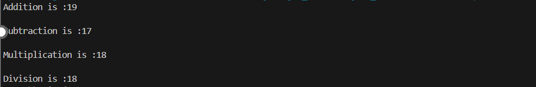 Addition is :19
ubtraction is :17
Multiplication is :18
Division is :18